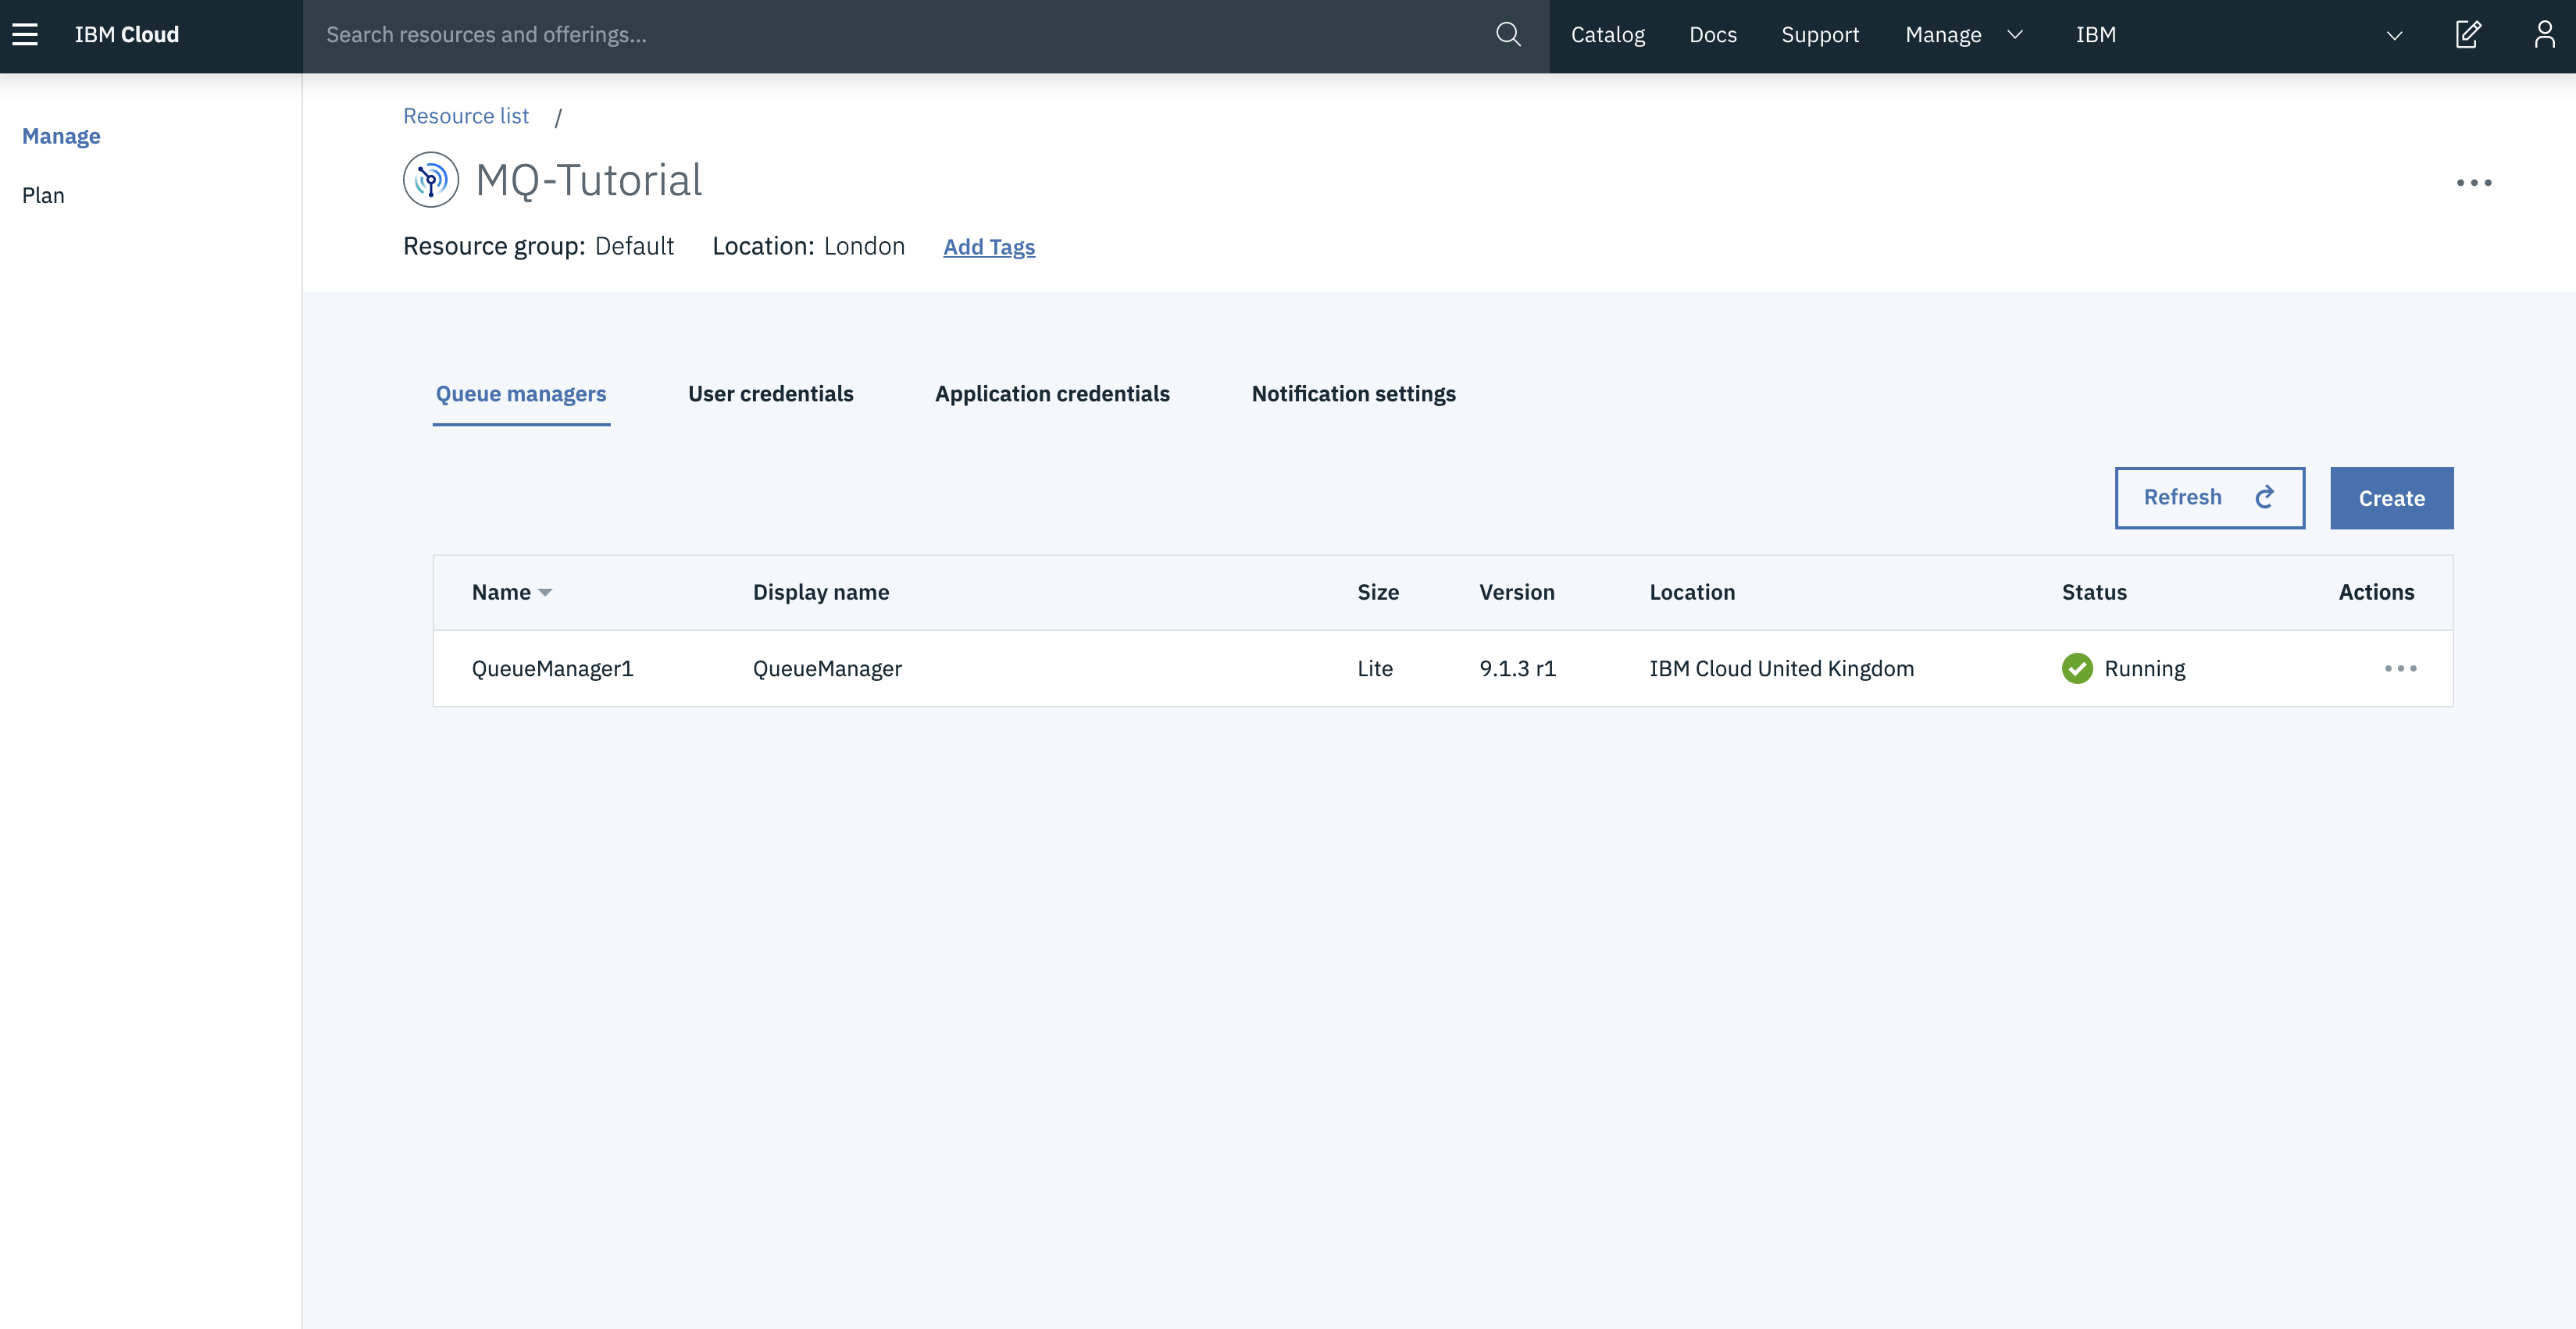 IBM Cloud
Search resources and offerings...
Catalog
Docs
Support
Manage
IBM
Manage
Plan
Resource list /
MQ-Tutorial
Resource group: Default Location: London Add Tags
Queue managers User credentials Application credentials Notification settings
Refresh Create
Name Display name Size Version Location Status Actions
QueueManager1 QueueManager Lite 9.1.3 r1 IBM Cloud United Kingdom Running